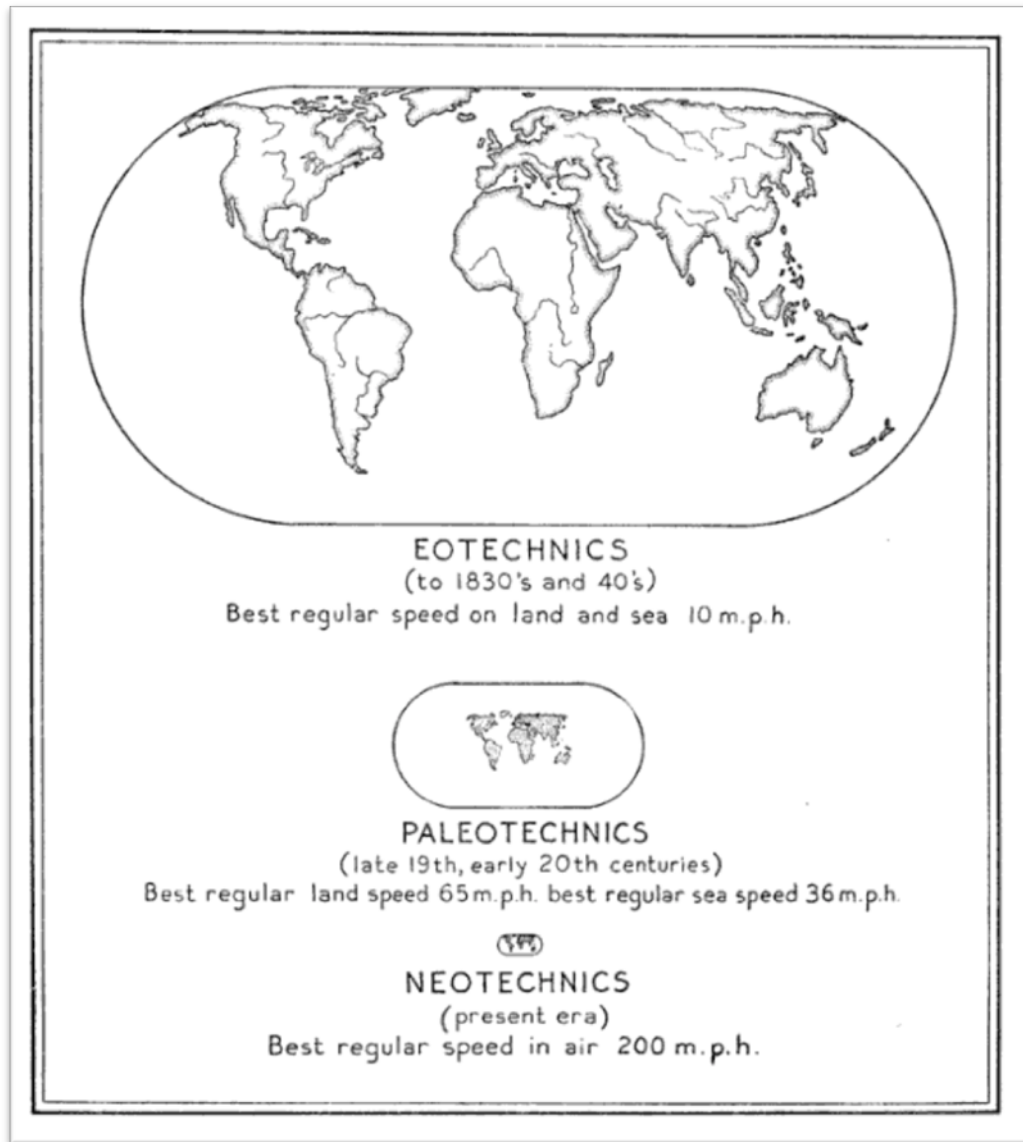 EOTECHNICS
(to 1830's and 40's)
Best regular speed on land and sea 10 m.p.h.
PALEOTECHNICS
(late 19th, early 20th centuries)
Best regular land speed 65 m.p.h. best regular sea speed 36 m.p.h.
NEOTECHNICS
(present era)
Best regular speed in air 200 m.p.h.